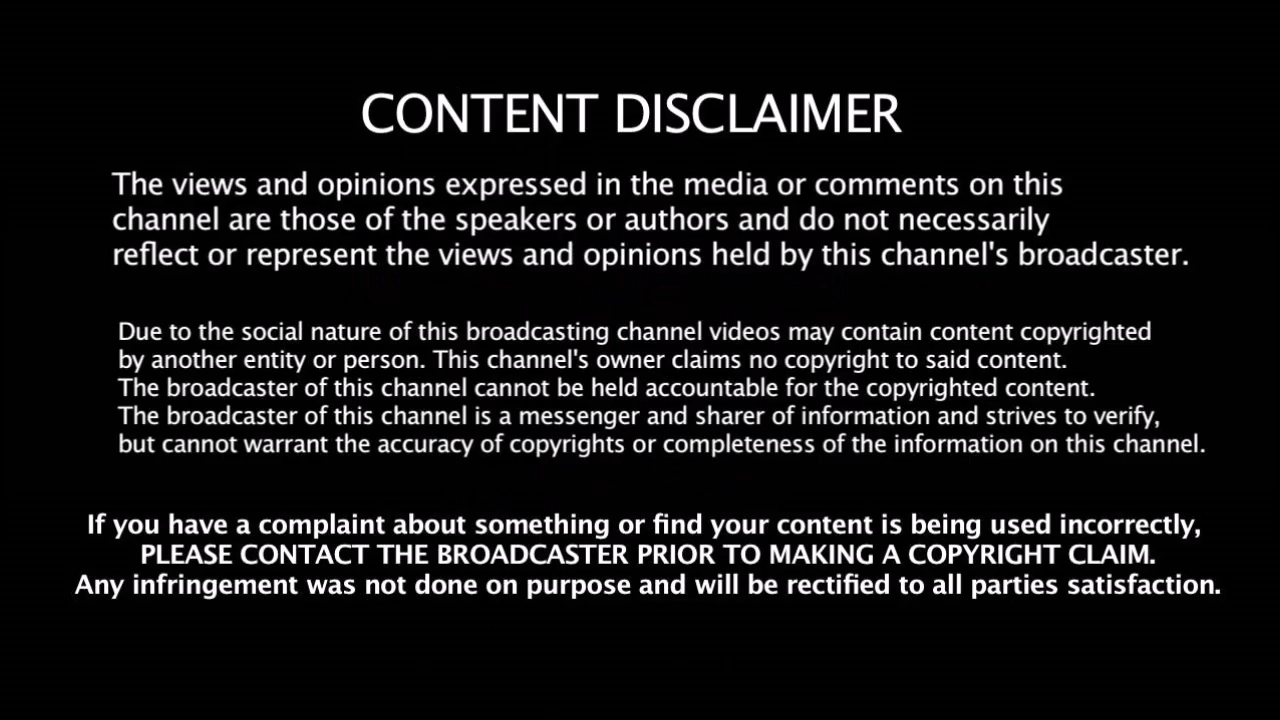 CONTENT DISCLAIMER
The views and opinions expressed in the media or comments on this
channel are those of the speakers or authors and do not necessarily
reflect or represent the views and opinions held by this channel's broadcaster.
Due to the social nature of this broadcasting channel videos may contain content copyrighted
by another entity or person. This channel's owner claims no copyright to said content.
The broadcaster of this channel cannot be held accountable for the copyrighted content.
The broadcaster of this channel is a messenger and sharer of information and strives to verify,
but cannot warrant the accuracy of copyrights or completeness of the information on this channel.
If you have a complaint about something or find your content is being used incorrectly,
PLEASE CONTACT THE BROADCASTER PRIOR TO MAKING A COPYRIGHT CLAIM.
Any infringement was not done on purpose and will be rectified to all parties satisfaction.